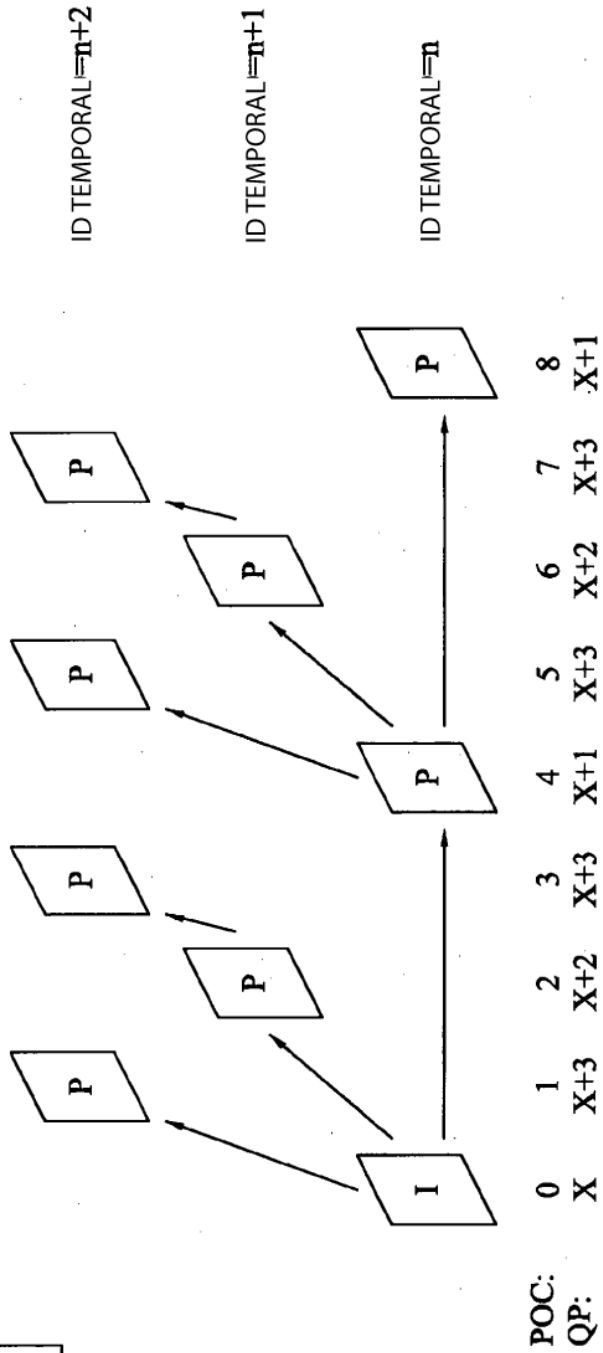 ID TEMPORAL=n+2
P P P P
ID TEMPORAL=n+1
P P
ID TEMPORAL=n
I P P
POC: 0 1 2 3 4 5 6 7 8
QP: X X+3 X+2 X+3 X+1 X+3 X+2 X+3 X+1